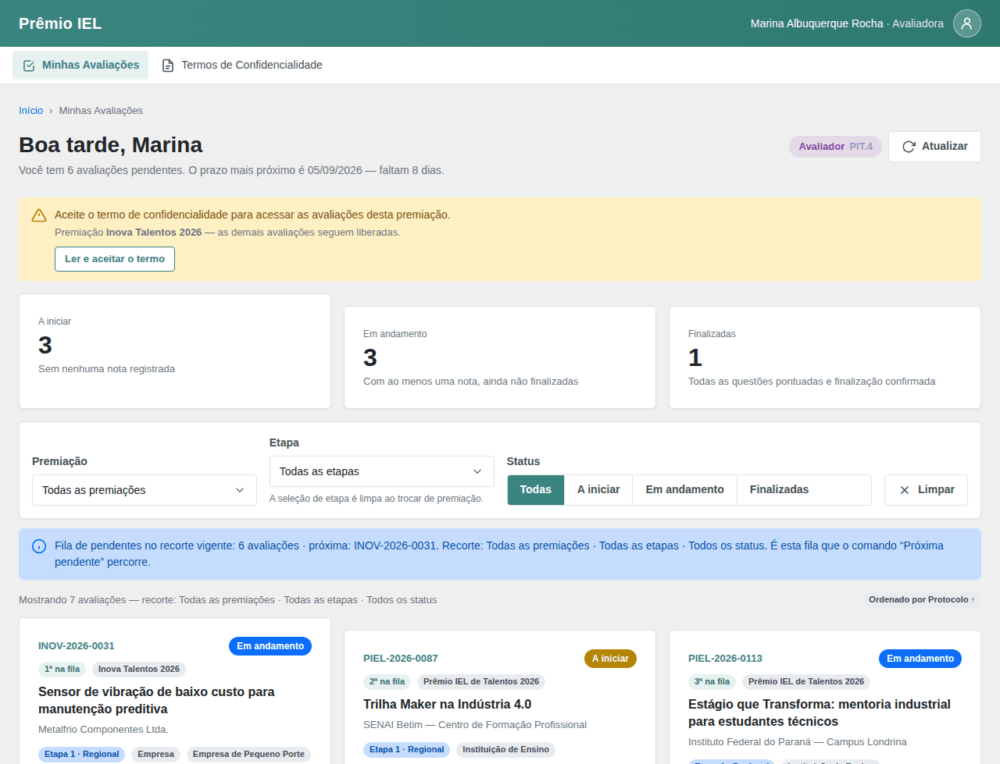 Prêmio IEL
Marina Albuquerque Rocha · Avaliadora
Minhas Avaliações
Termos de Confidencialidade
Início › Minhas Avaliações
Boa tarde, Marina
Avaliador PIT.4
Atualizar
Você tem 6 avaliações pendentes. O prazo mais próximo é 05/09/2026 — faltam 8 dias.
Aceite o termo de confidencialidade para acessar as avaliações desta premiação.
Premiação Inova Talentos 2026 — as demais avaliações seguem liberadas.
Ler e aceitar o termo
A iniciar
3
Sem nenhuma nota registrada
Em andamento
3
Com ao menos uma nota, ainda não finalizadas
Finalizadas
1
Todas as questões pontuadas e finalização confirmada
Premiação
Todas as premiações
Etapa
Todas as etapas
A seleção de etapa é limpa ao trocar de premiação.
Status
Todas
A iniciar
Em andamento
Finalizadas
Limpar
Fila de pendentes no recorte vigente: 6 avaliações · próxima: INOV-2026-0031. Recorte: Todas as premiações · Todas as etapas · Todos os status. É esta fila que o comando “Próxima
pendente” percorre.
Mostrando 7 avaliações — recorte: Todas as premiações · Todas as etapas · Todos os status
Ordenado por Protocolo ↑
INOV-2026-0031
Em andamento
1ª na fila
Inova Talentos 2026
Sensor de vibração de baixo custo para
manutenção preditiva
Metalfrio Componentes Ltda.
Etapa 1 · Regional
Empresa
Empresa de Pequeno Porte
PIEL-2026-0087
A iniciar
2ª na fila
Prêmio IEL de Talentos 2026
Trilha Maker na Indústria 4.0
SENAI Betim — Centro de Formação Profissional
Etapa 1 · Regional
Instituição de Ensino
PIEL-2026-0113
Em andamento
3ª na fila
Prêmio IEL de Talentos 2026
Estágio que Transforma: mentoria industrial
para estudantes técnicos
Instituto Federal do Paraná — Campus Londrina